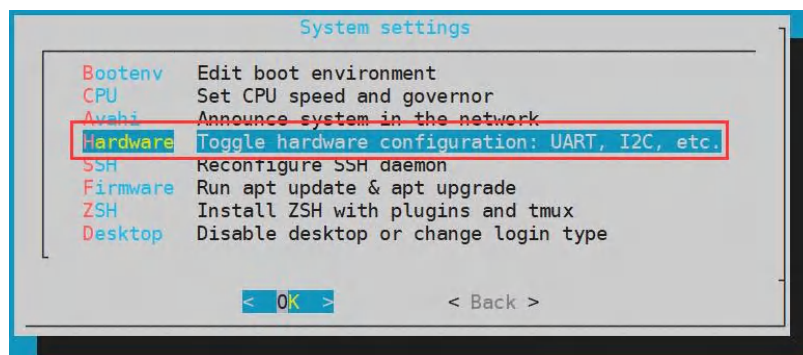 System settings
Bootenv Edit boot environment
CPU Set CPU speed and governor
Avahi Announce system in the network
Hardware Toggle hardware configuration: UART, I2C, etc.
SSH Reconfigure SSH daemon
Firmware Run apt update & apt upgrade
ZSH Install ZSH with plugins and tmux
Desktop Disable desktop or change login type
< OK > < Back >